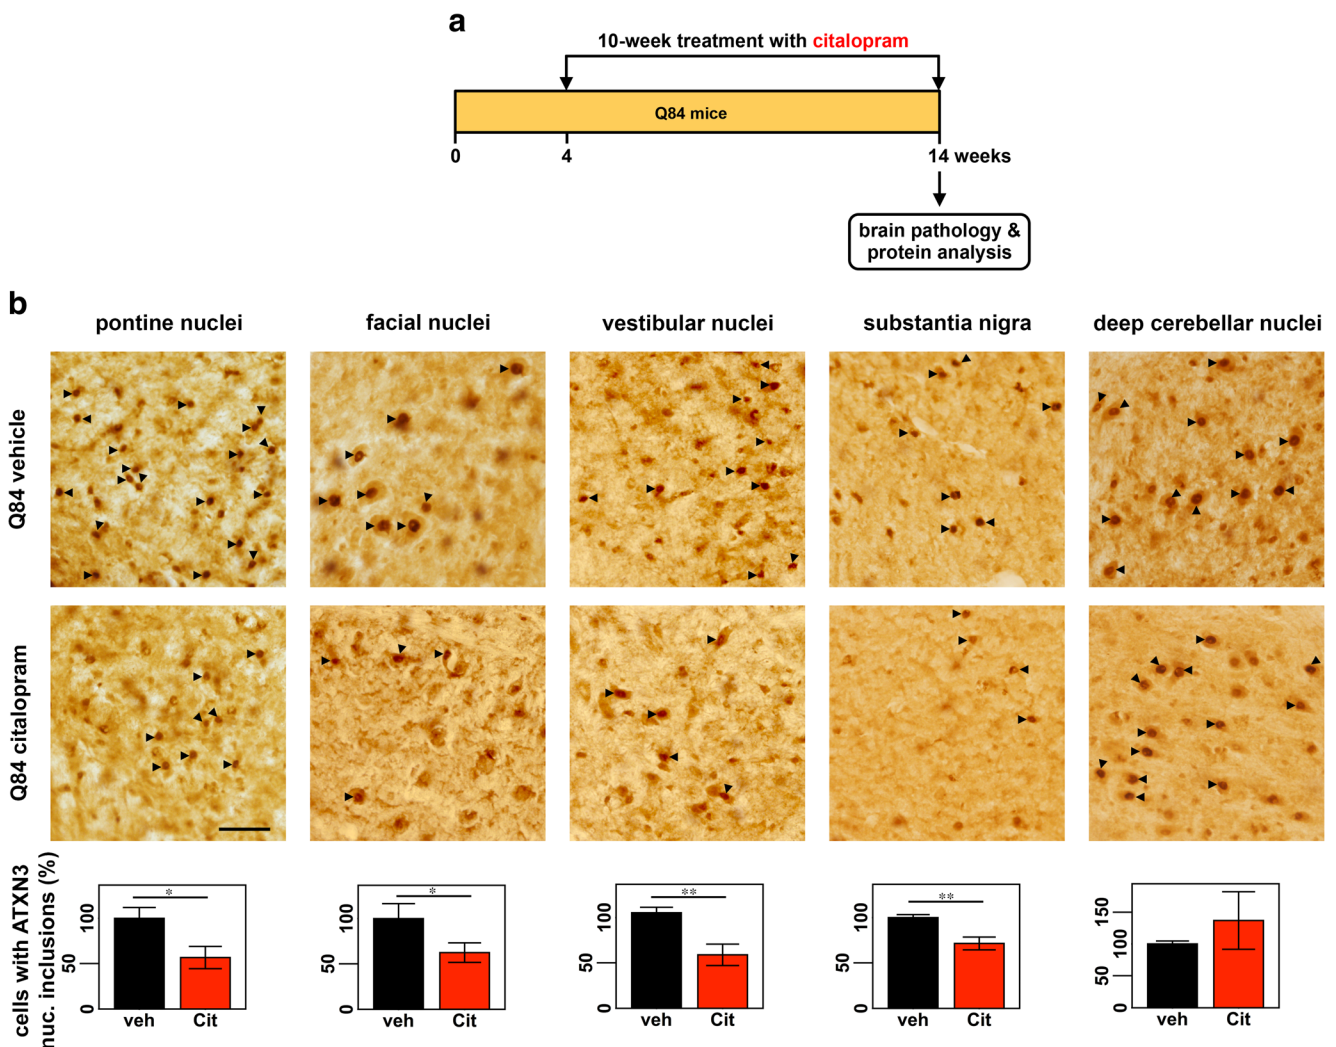 a
10-week treatment with citalopram
Q84 mice
0 4 14 weeks
brain pathology &
protein analysis
b
pontine nuclei facial nuclei vestibular nuclei substantia nigra deep cerebellar nuclei
Q84 vehicle
Q84 citalopram
cells with ATXN3
nuc. inclusions (%)
100
50
0
*
veh Cit
100
50
0
*
veh Cit
100
50
0
**
veh Cit
100
50
0
**
veh Cit
150
100
50
0
veh Cit